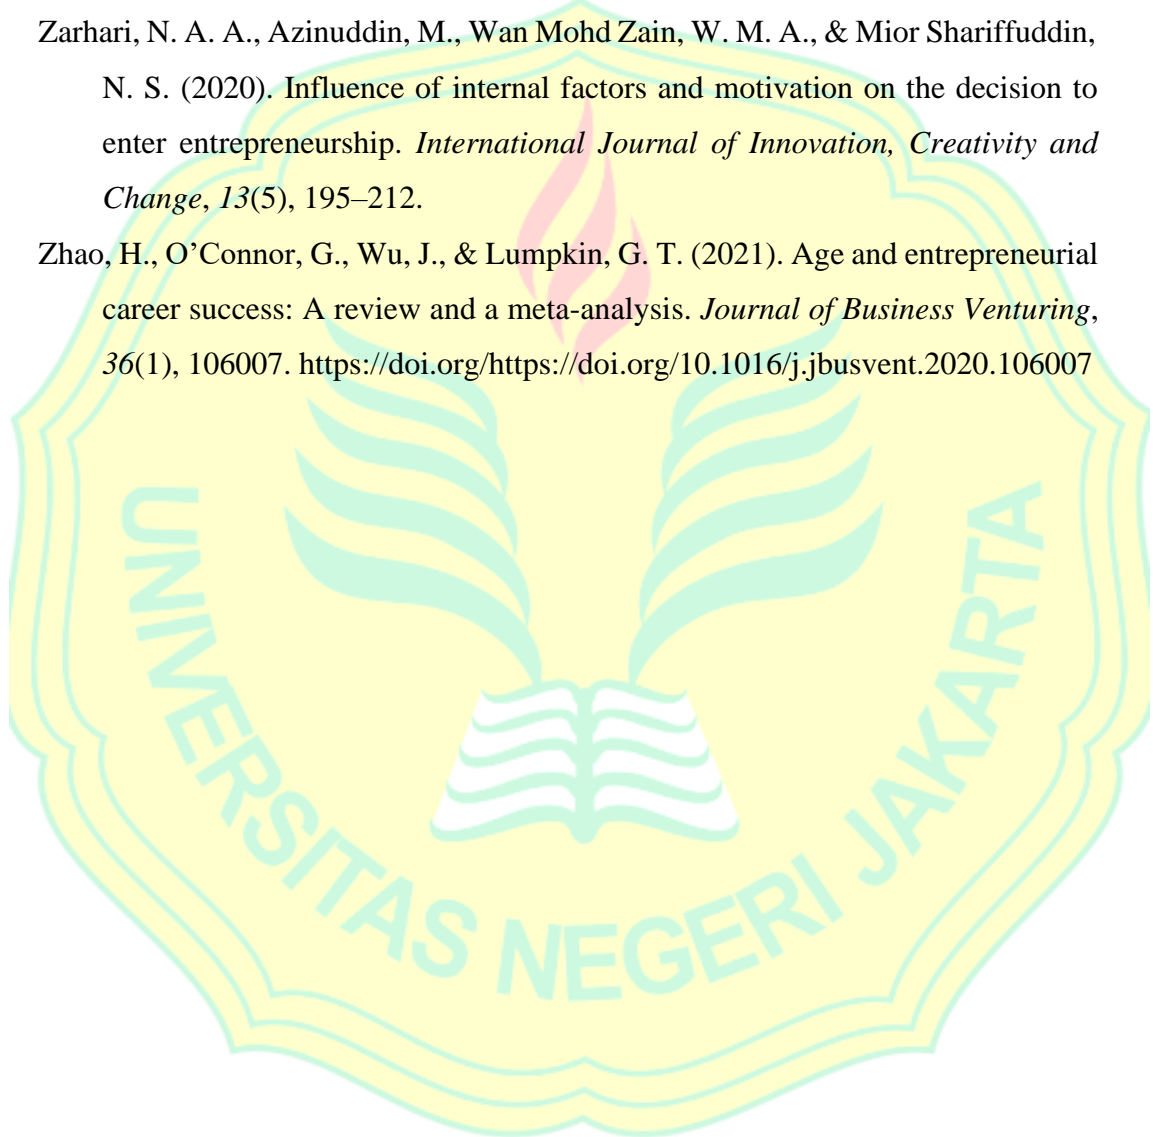 Zarhari, N. A. A., Azinuddin, M., Wan Mohd Zain, W. M. A., & Mior Shariffuddin,
N. S. (2020). Influence of internal factors and motivation on the decision to
enter entrepreneurship. International Journal of Innovation, Creativity and
Change, 13(5), 195–212.
Zhao, H., O’Connor, G., Wu, J., & Lumpkin, G. T. (2021). Age and entrepreneurial
career success: A review and a meta-analysis. Journal of Business Venturing,
36(1), 106007. https://doi.org/https://doi.org/10.1016/j.jbusvent.2020.106007
UNIVERSITAS NEGERI JAKARTA